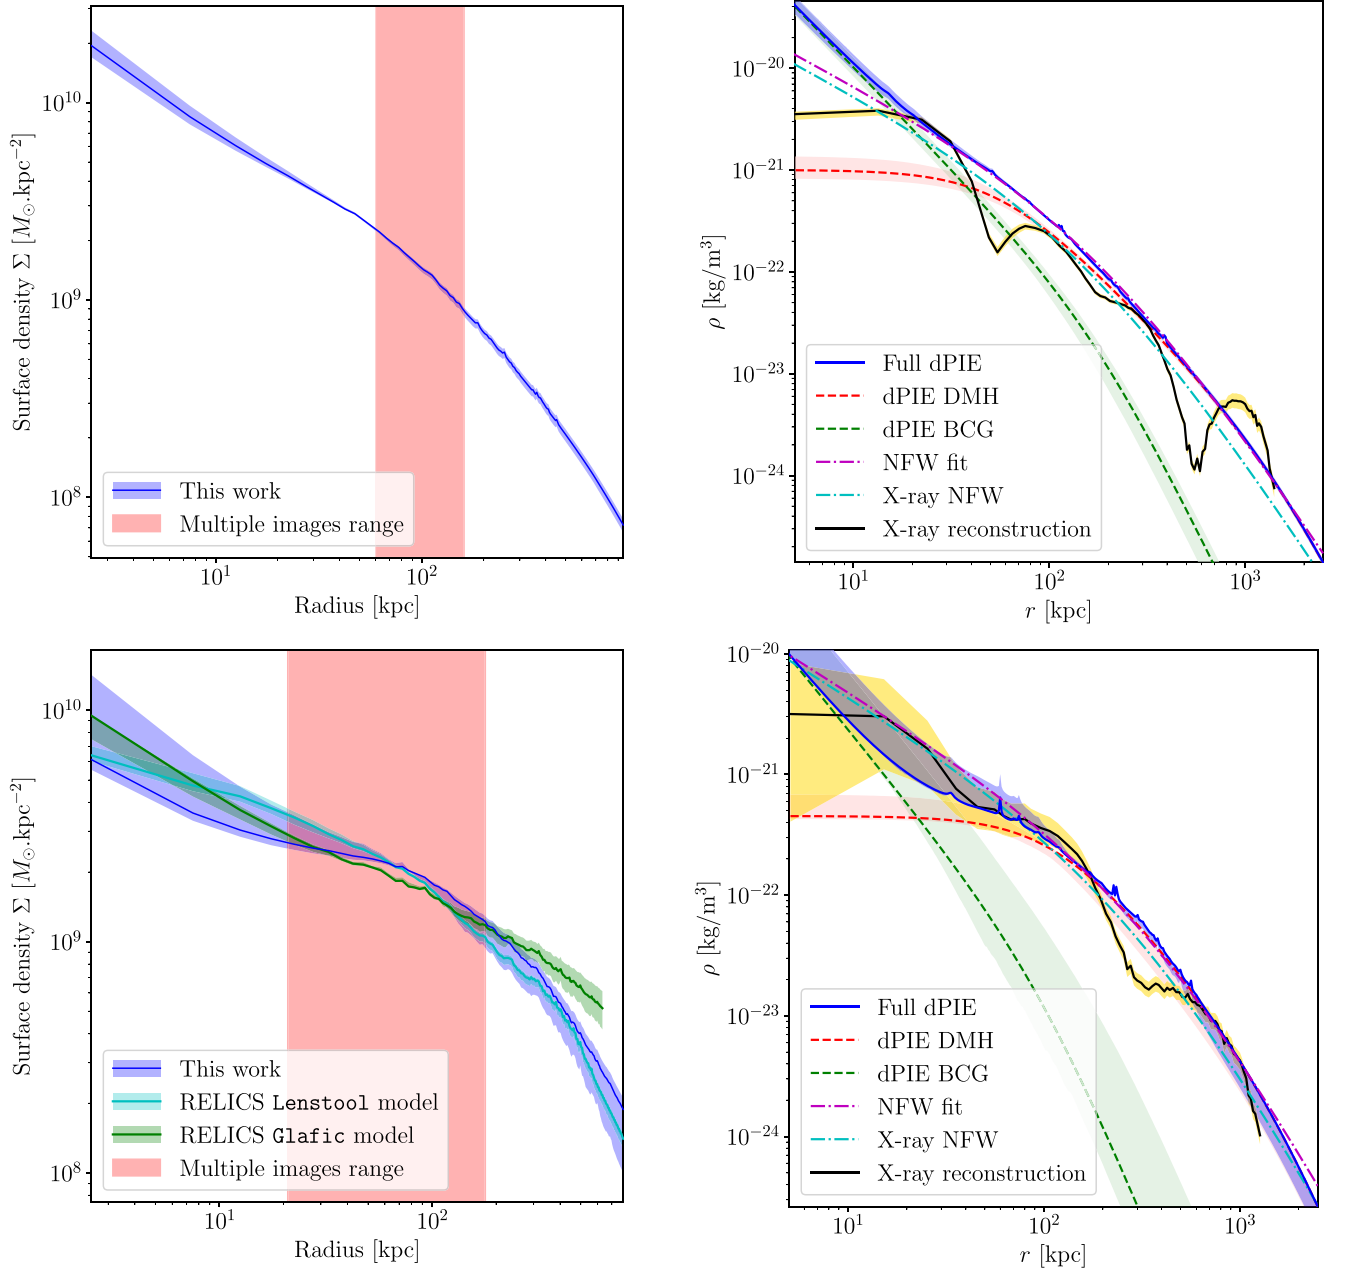 10^10
10^9
10^8
Surface density Σ [M⊙.kpc^−2]
This work
Multiple images range
10^1
10^2
Radius [kpc]
10^−20
10^−21
10^−22
10^−23
10^−24
ρ [kg/m^3]
Full dPIE
dPIE DMH
dPIE BCG
NFW fit
X-ray NFW
X-ray reconstruction
10^1
10^2
10^3
r [kpc]
10^10
10^9
10^8
Surface density Σ [M⊙.kpc^−2]
This work
RELICS Lenstool model
RELICS Glafic model
Multiple images range
10^1
10^2
Radius [kpc]
10^−20
10^−21
10^−22
10^−23
10^−24
ρ [kg/m^3]
Full dPIE
dPIE DMH
dPIE BCG
NFW fit
X-ray NFW
X-ray reconstruction
10^1
10^2
10^3
r [kpc]